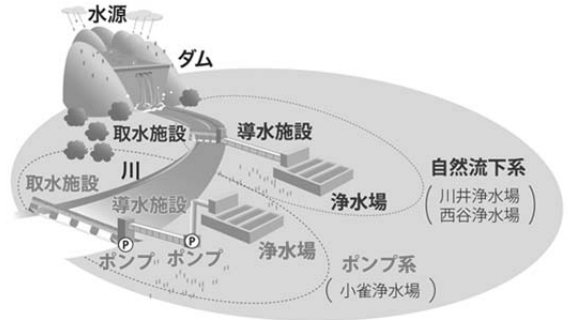 水源
ダム
取水施設
導水施設
川
浄水場
自然流下系
(川井浄水場
西谷浄水場)
取水施設
導水施設
P
ポンプ
P
ポンプ
浄水場
ポンプ系
(小雀浄水場)